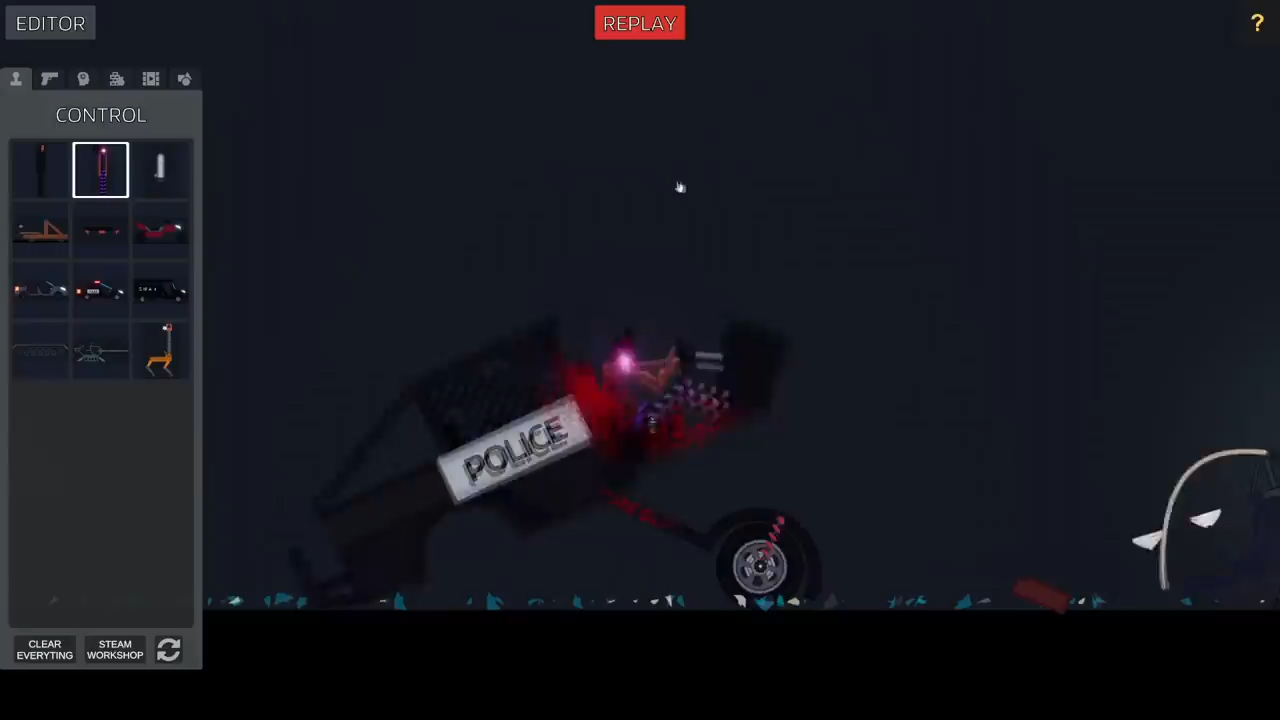 EDITOR
REPLAY
?
CONTROL
POLICE
CLEAR
EVERYTING
STEAM
WORKSHOP